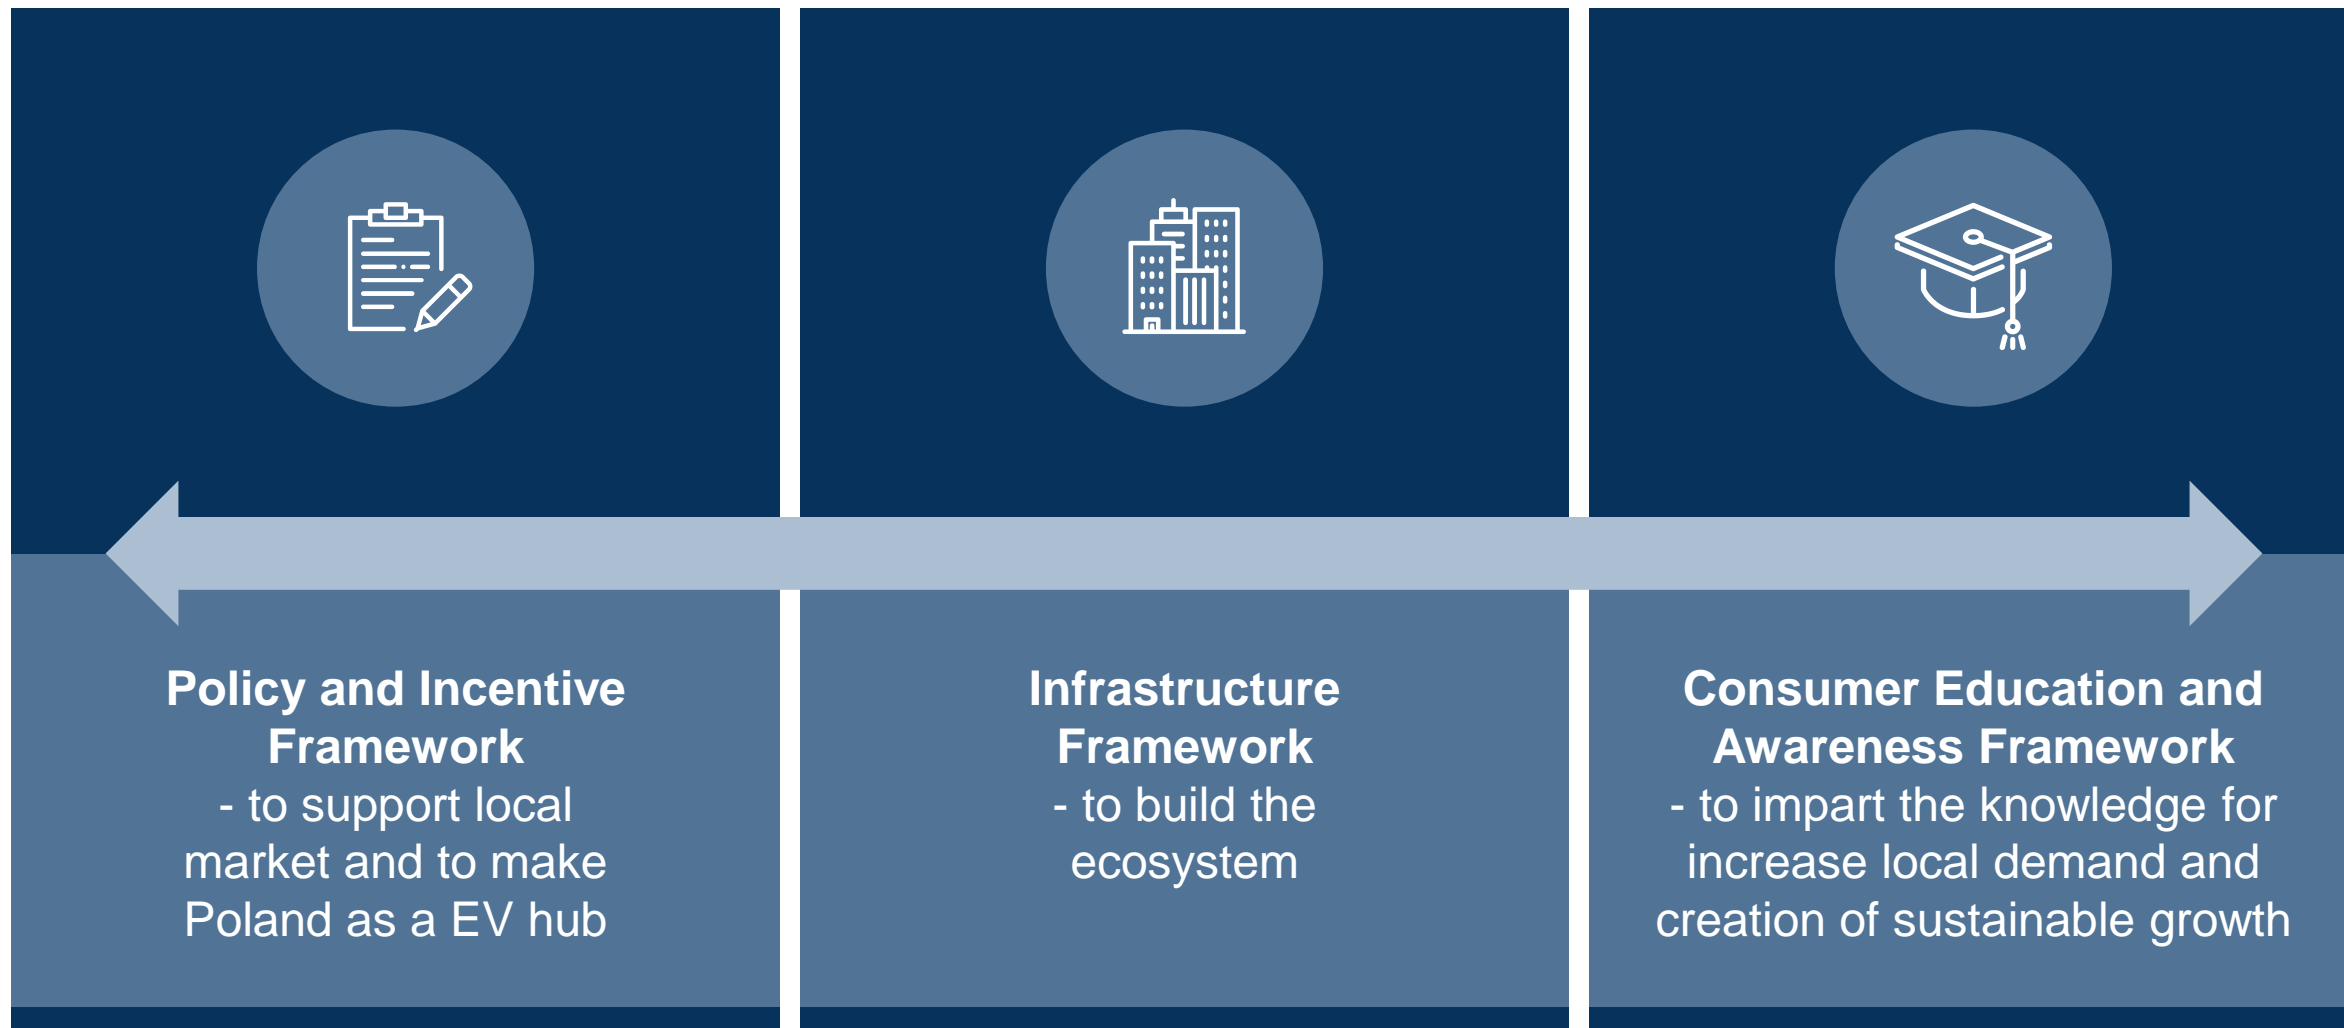 Policy and Incentive
Framework
- to support local
market and to make
Poland as a EV hub
Infrastructure
Framework
- to build the
ecosystem
Consumer Education and
Awareness Framework
- to impart the knowledge for
increase local demand and
creation of sustainable growth